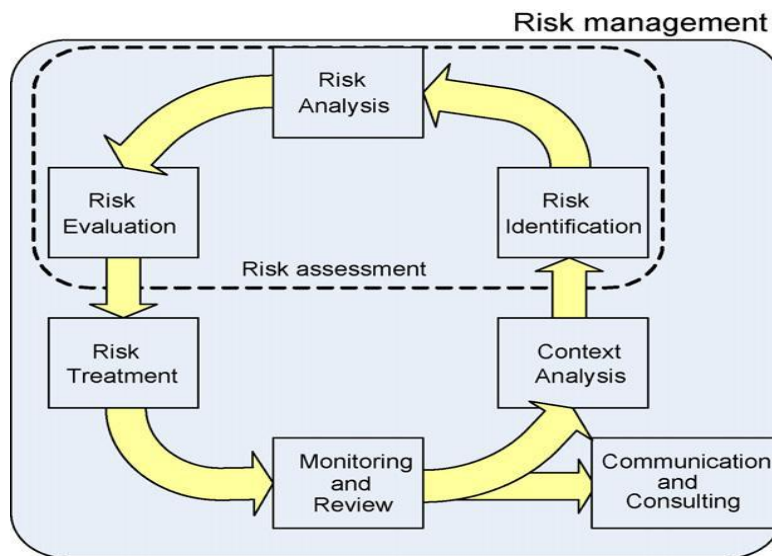 Risk management
Risk
Analysis
Risk
Evaluation
Risk
Identification
Risk assessment
Risk
Treatment
Context
Analysis
Monitoring
and
Review
Communication
and
Consulting